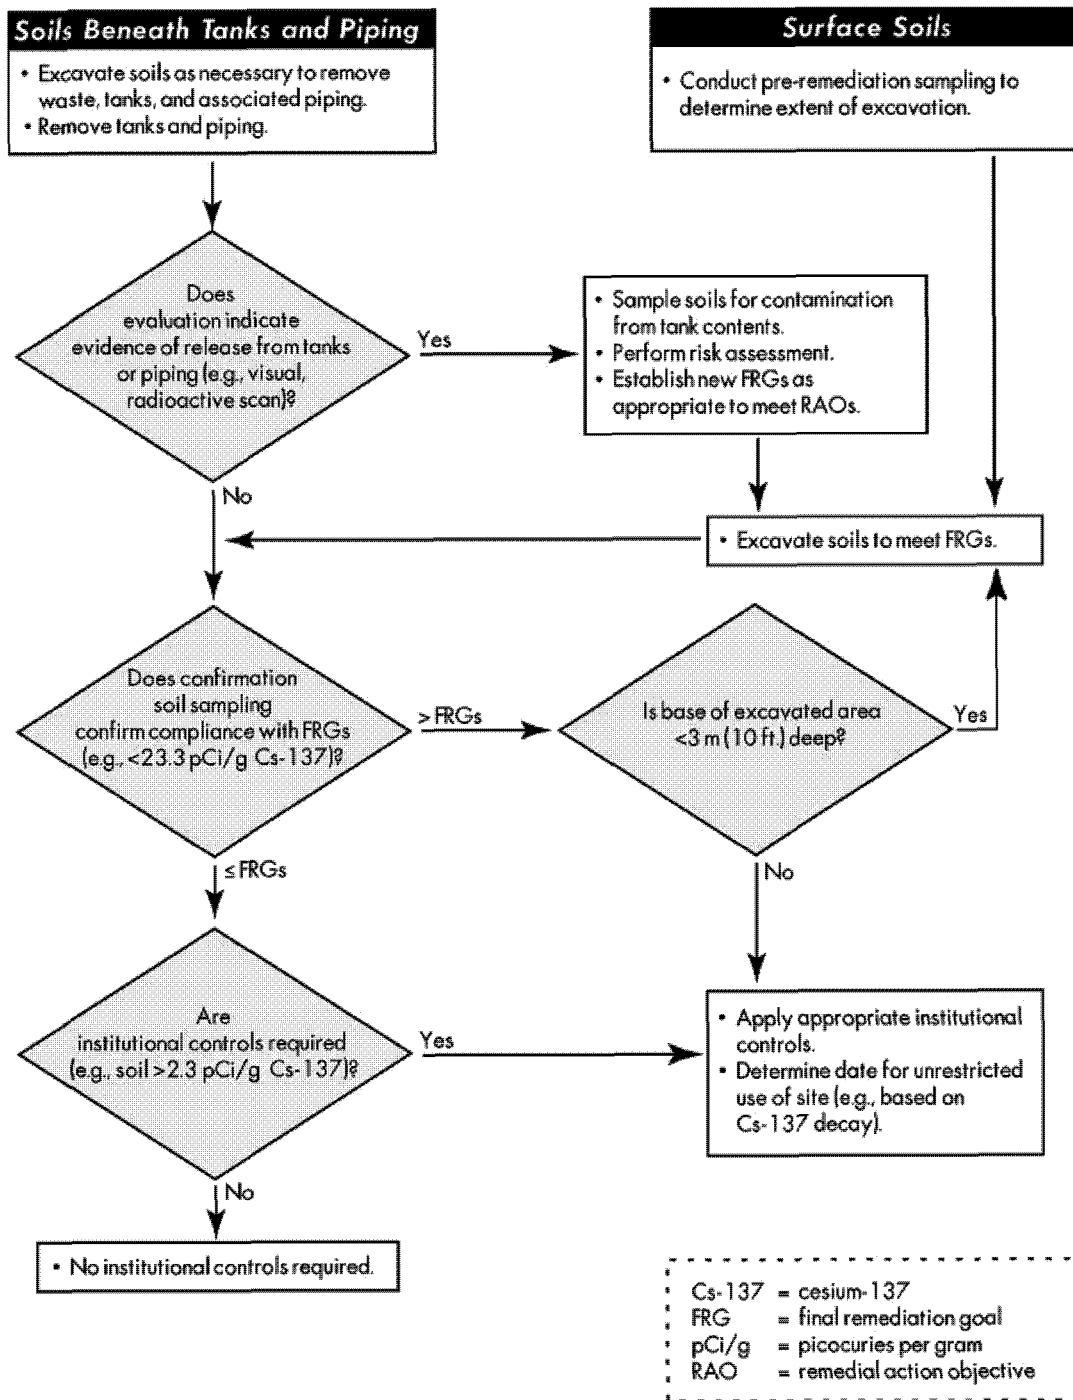 Soils Beneath Tanks and Piping
• Excavate soils as necessary to remove
waste, tanks, and associated piping.
• Remove tanks and piping.
Surface Soils
• Conduct pre-remediation sampling to
determine extent of excavation.
Does
evaluation indicate
evidence of release from tanks
or piping (e.g., visual,
radioactive scan)?
Yes
• Sample soils for contamination
from tank contents.
• Perform risk assessment.
• Establish new FRGs as
appropriate to meet RAOs.
No
• Excavate soils to meet FRGs.
Does confirmation
soil sampling
confirm compliance with FRGs
(e.g., <23.3 pCi/g Cs-137)?
> FRGs
Is base of excavated area
<3 m (10 ft.) deep?
Yes
≤ FRGs
No
Are
institutional controls required
(e.g., soil >2.3 pCi/g Cs-137)?
Yes
• Apply appropriate institutional
controls.
• Determine date for unrestricted
use of site (e.g., based on
Cs-137 decay).
No
• No institutional controls required.
Cs-137 = cesium-137
FRG = final remediation goal
pCi/g = picocuries per gram
RAO = remedial action objective